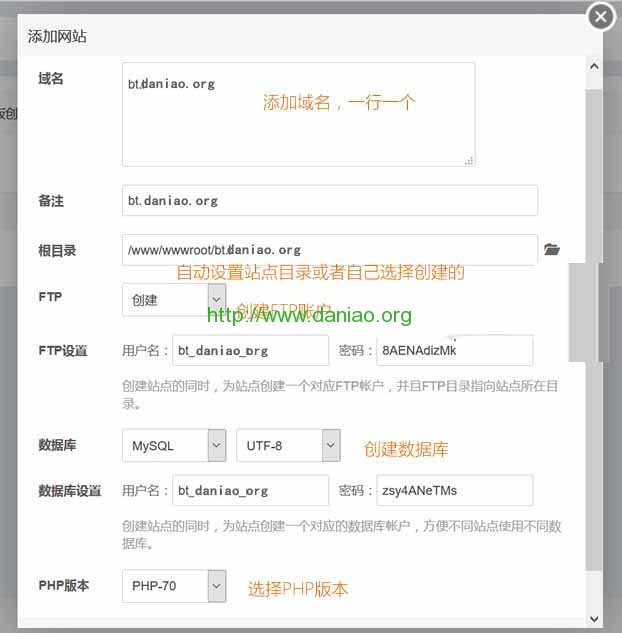 添加网站
域名
bt.daniao.org
添加域名，一行一个
板创
备注
bt.daniao.org
根目录
/www/wwwroot/bt.daniao.org
自动设置站点目录或者自己选择创建的
FTP
创建
创建FTP账户
http://www.daniao.org
FTP设置
用户名：
bt_daniao_org
密码：
8AENAdizMk
创建站点的同时，为站点创建一个对应FTP帐户，并且FTP目录指向站点所在目
录。
数据库
MySQL
UTF-8
创建数据库
数据库设置
用户名：
bt_daniao_org
密码：
zsy4ANeTMs
创建站点的同时，为站点创建一个对应的数据库帐户，方便不同站点使用不同数
据库。
PHP版本
PHP-70
选择PHP版本